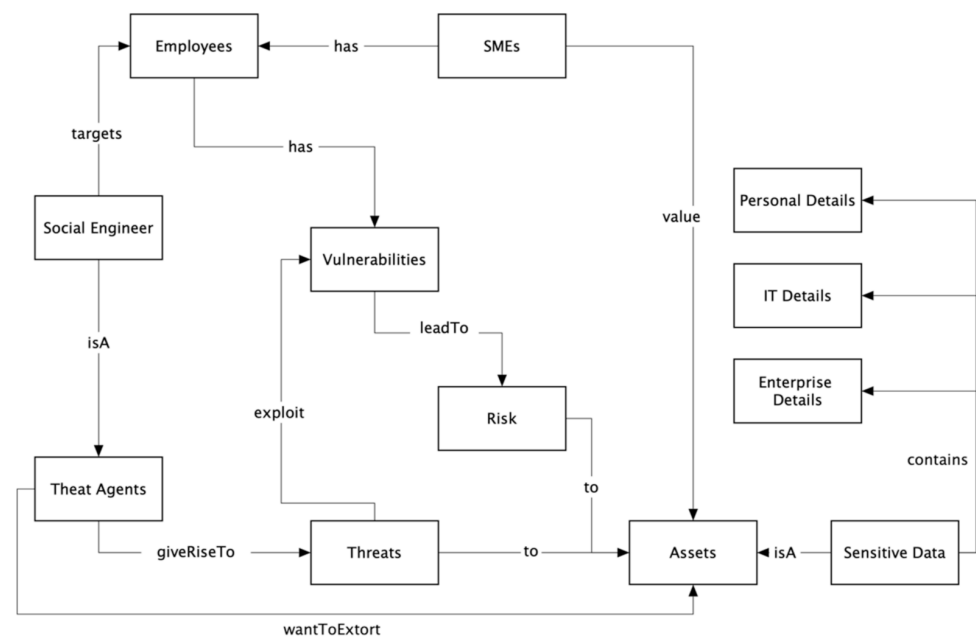 Employees
has
SMEs
targets
has
Personal Details
Social Engineer
value
Vulnerabilities
IT Details
leadTo
isA
Enterprise
Details
exploit
Risk
contains
Theat Agents
to
giveRiseTo
Threats
to
Assets
isA
Sensitive Data
wantToExtort